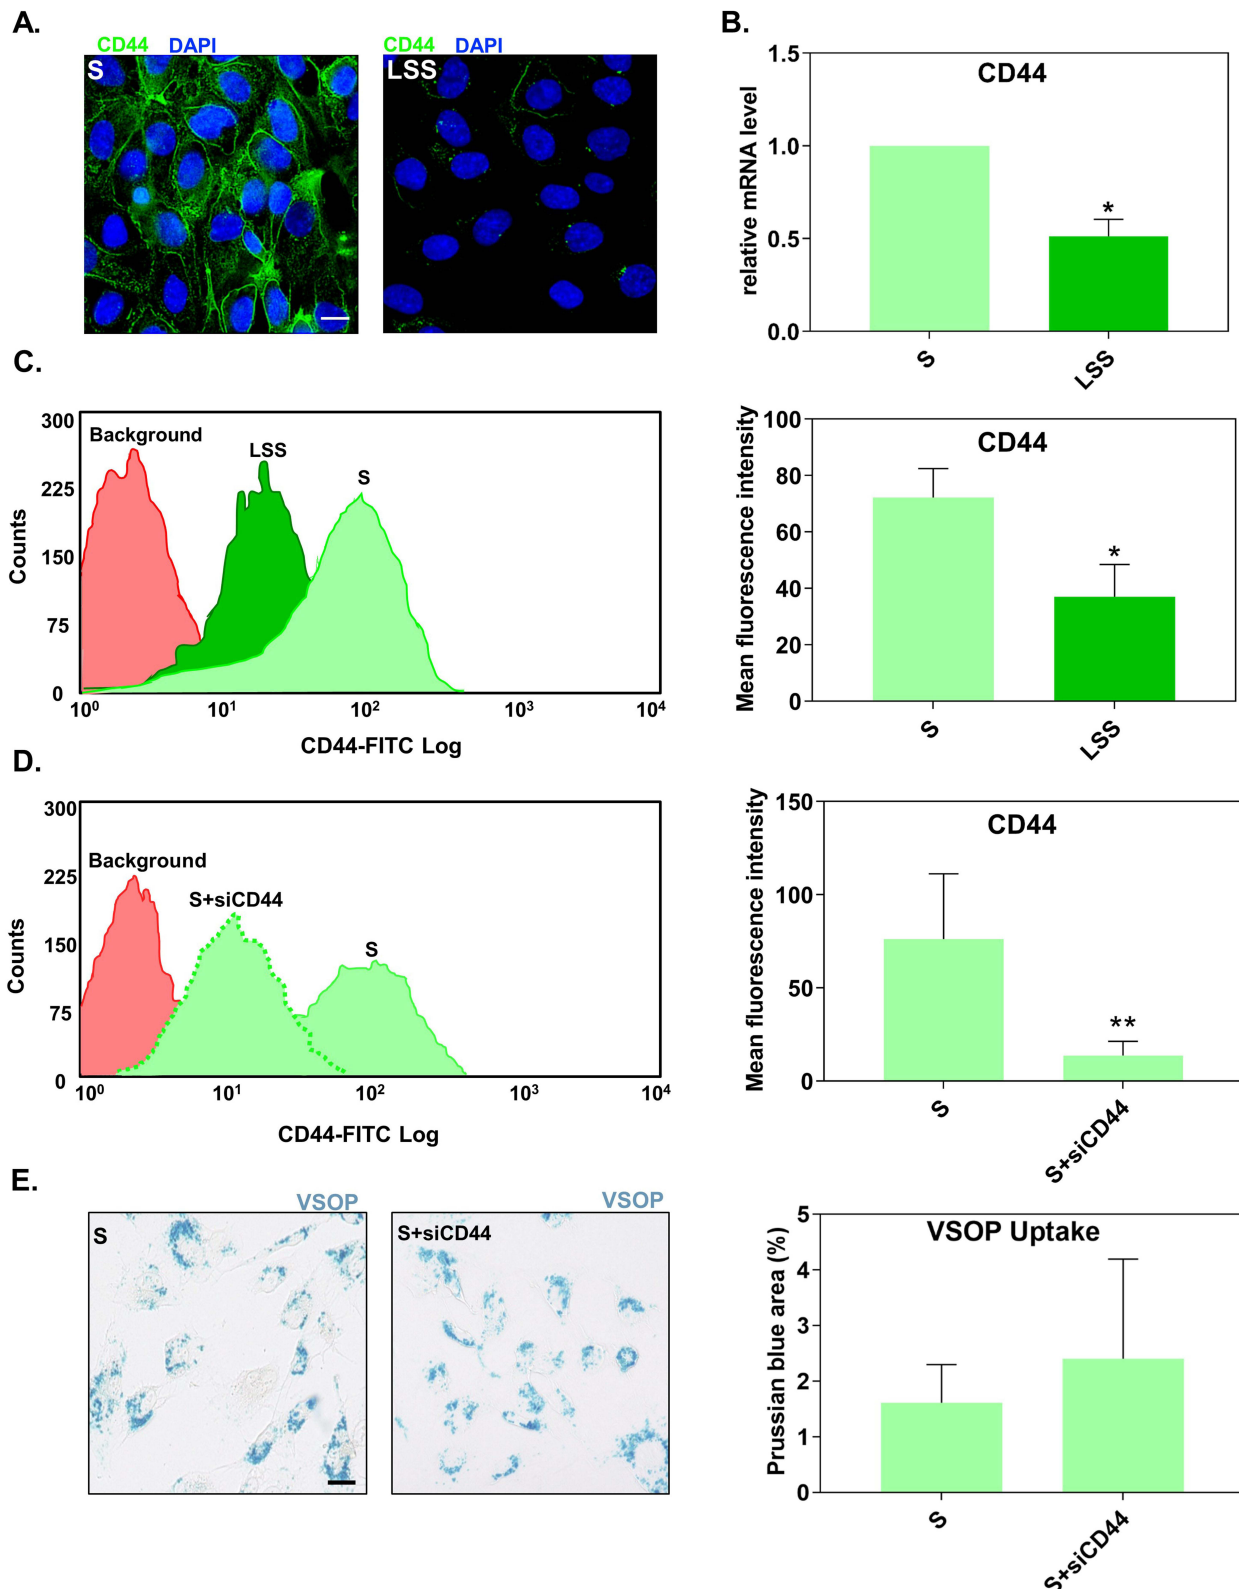 A.
CD44 DAPI
S
CD44 DAPI
LSS
B.
CD44
relative mRNA level
1.5
1.0
0.5
0.0
*
S
LSS
C.
Counts
300
225
150
75
0
Background
LSS
S
10⁰ 10¹ 10² 10³ 10⁴
CD44-FITC Log
CD44
Mean fluorescence intensity
100
80
60
40
20
0
*
S
LSS
D.
Counts
300
225
150
75
0
Background
S+siCD44
S
10⁰ 10¹ 10² 10³ 10⁴
CD44-FITC Log
CD44
Mean fluorescence intensity
150
100
50
0
**
S
S+siCD44
E.
VSOP
S
VSOP
S+siCD44
VSOP Uptake
Prussian blue area (%)
5
4
3
2
1
0
S
S+siCD44